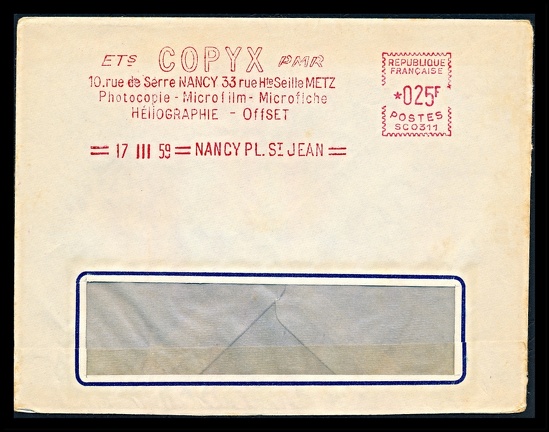 ETS COPYX PMR
10.rue de Serre NANCY 33 rue Hte Seille METZ
Photocopie - Microfilm - Microfiche
HÉliOGRAPHIE - OffSET
17 III 59 NANCY PL. ST JEAN
REPUBLIQUE
FRANÇAISE
*025F
POSTES
SC0311